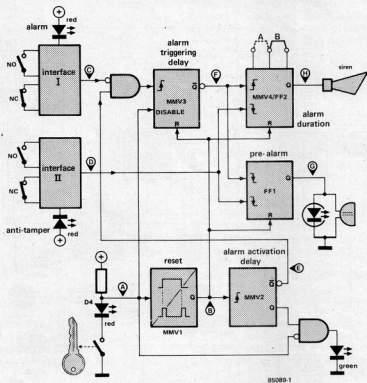 alarm
red
NO
NC
interface
I
C
alarm
triggering
delay
MMV3
DISABLE
R
Q
F
A B
MMV4/FF2
Q
R
H
siren
alarm
duration
NO
NC
interface
II
D
anti-tamper
red
pre-alarm
FF1
Q
R
G
reset
MMV1
Q
A
B
alarm activation
delay
MMV2
Q
Q
E
D4
red
green
85089-1